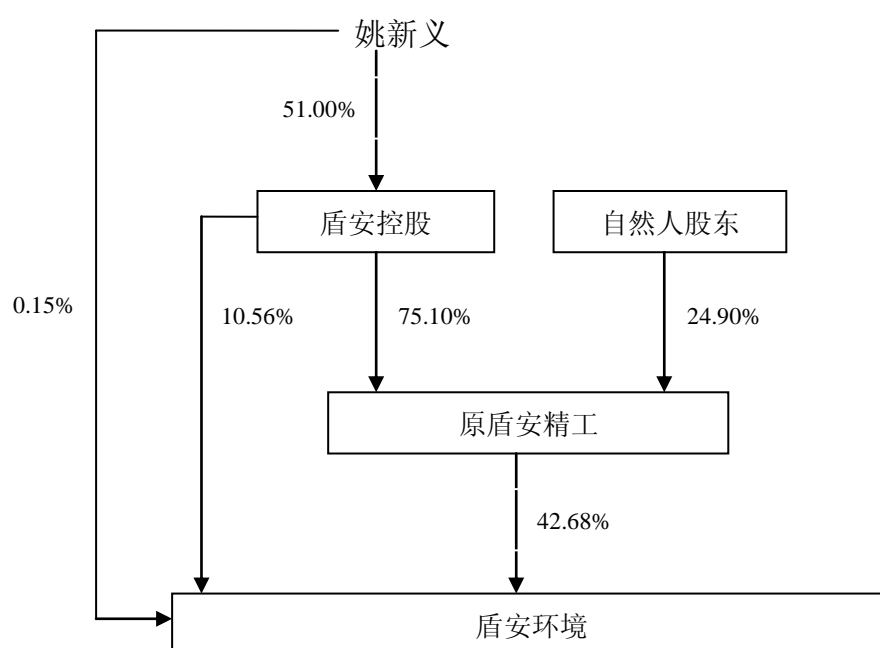 姚新义
51.00%
盾安控股
自然人股东
0.15%
10.56%
75.10%
24.90%
原盾安精工
42.68%
盾安环境